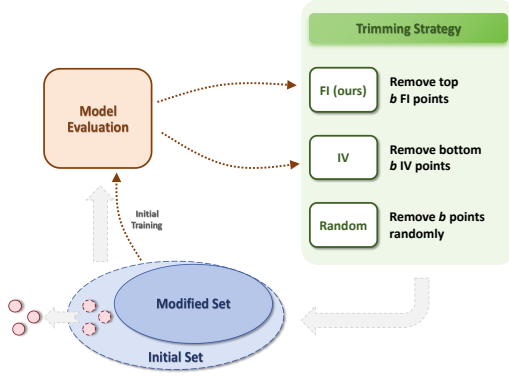 Trimming Strategy
FI (ours)
Remove top
b FI points
Model
Evaluation
IV
Remove bottom
b IV points
Random
Remove b points
randomly
Initial
Training
Modified Set
Initial Set